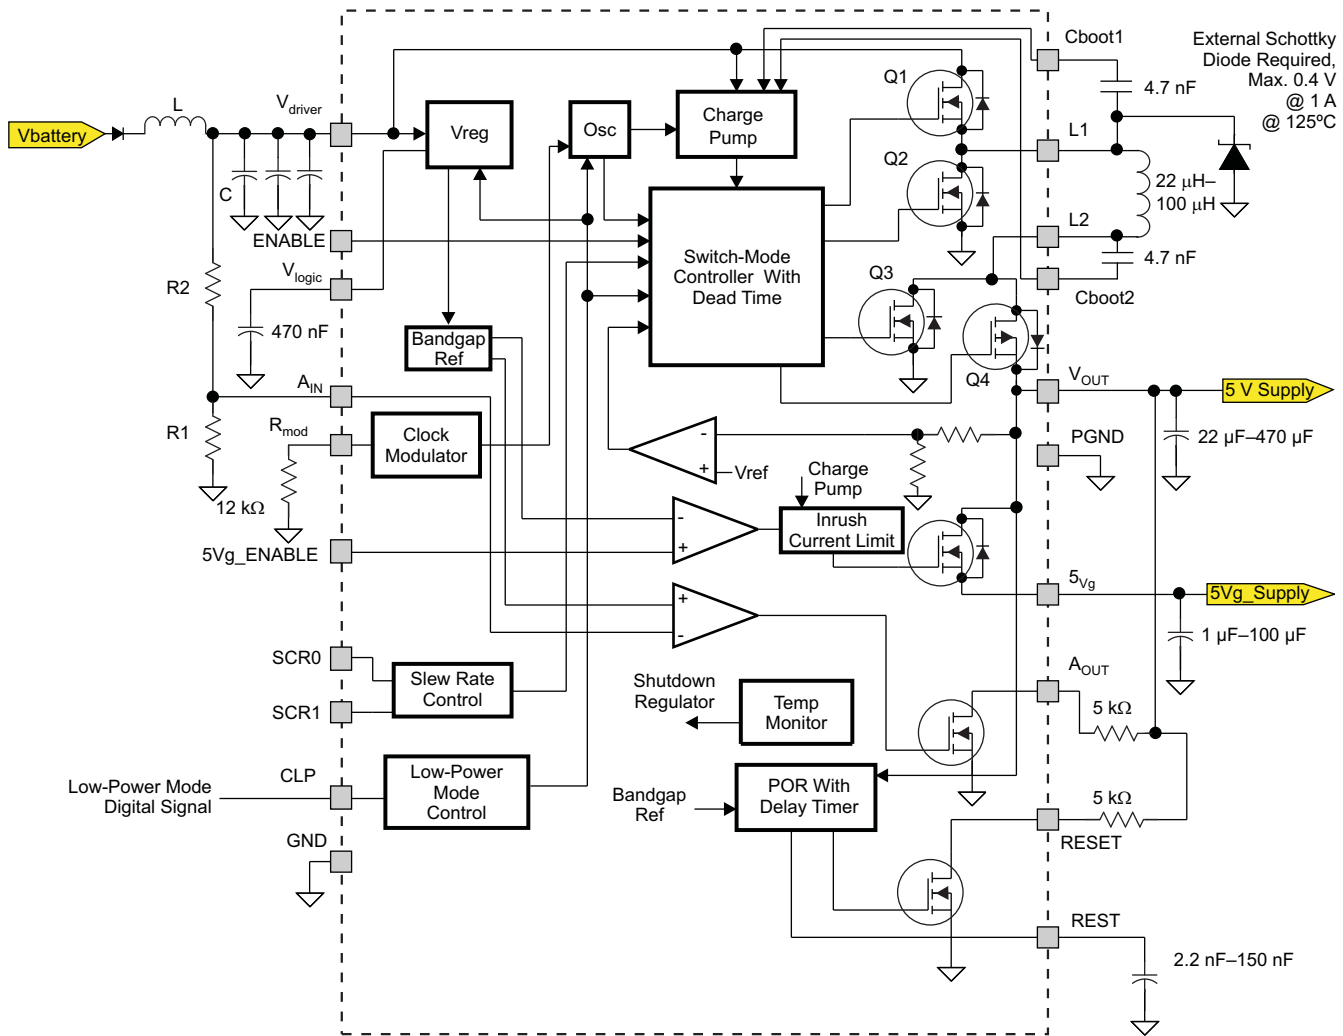 Vbattery
L
C
R2
R1
470 nF
12 kΩ
Vdriver
ENABLE
Vlogic
AIN
Rmod
5Vg_ENABLE
SCR0
SCR1
Low-Power Mode
Digital Signal
CLP
GND
Vreg
Osc
Charge
Pump
Switch-Mode
Controller With
Dead Time
Bandgap
Ref
Clock
Modulator
Q1
Q2
Q3
Q4
-
+
Vref
Charge
Pump
Inrush
Current Limit
-
+
+
-
Slew Rate
Control
Shutdown
Regulator
Temp
Monitor
Low-Power
Mode
Control
Bandgap
Ref
POR With
Delay Timer
Cboot1
4.7 nF
External Schottky
Diode Required,
Max. 0.4 V
@ 1 A
@ 125ºC
L1
22 µH–
100 µH
L2
4.7 nF
Cboot2
VOUT
5 V Supply
22 µF–470 µF
PGND
5Vg
5Vg_Supply
1 µF–100 µF
AOUT
5 kΩ
5 kΩ
RESET
REST
2.2 nF–150 nF